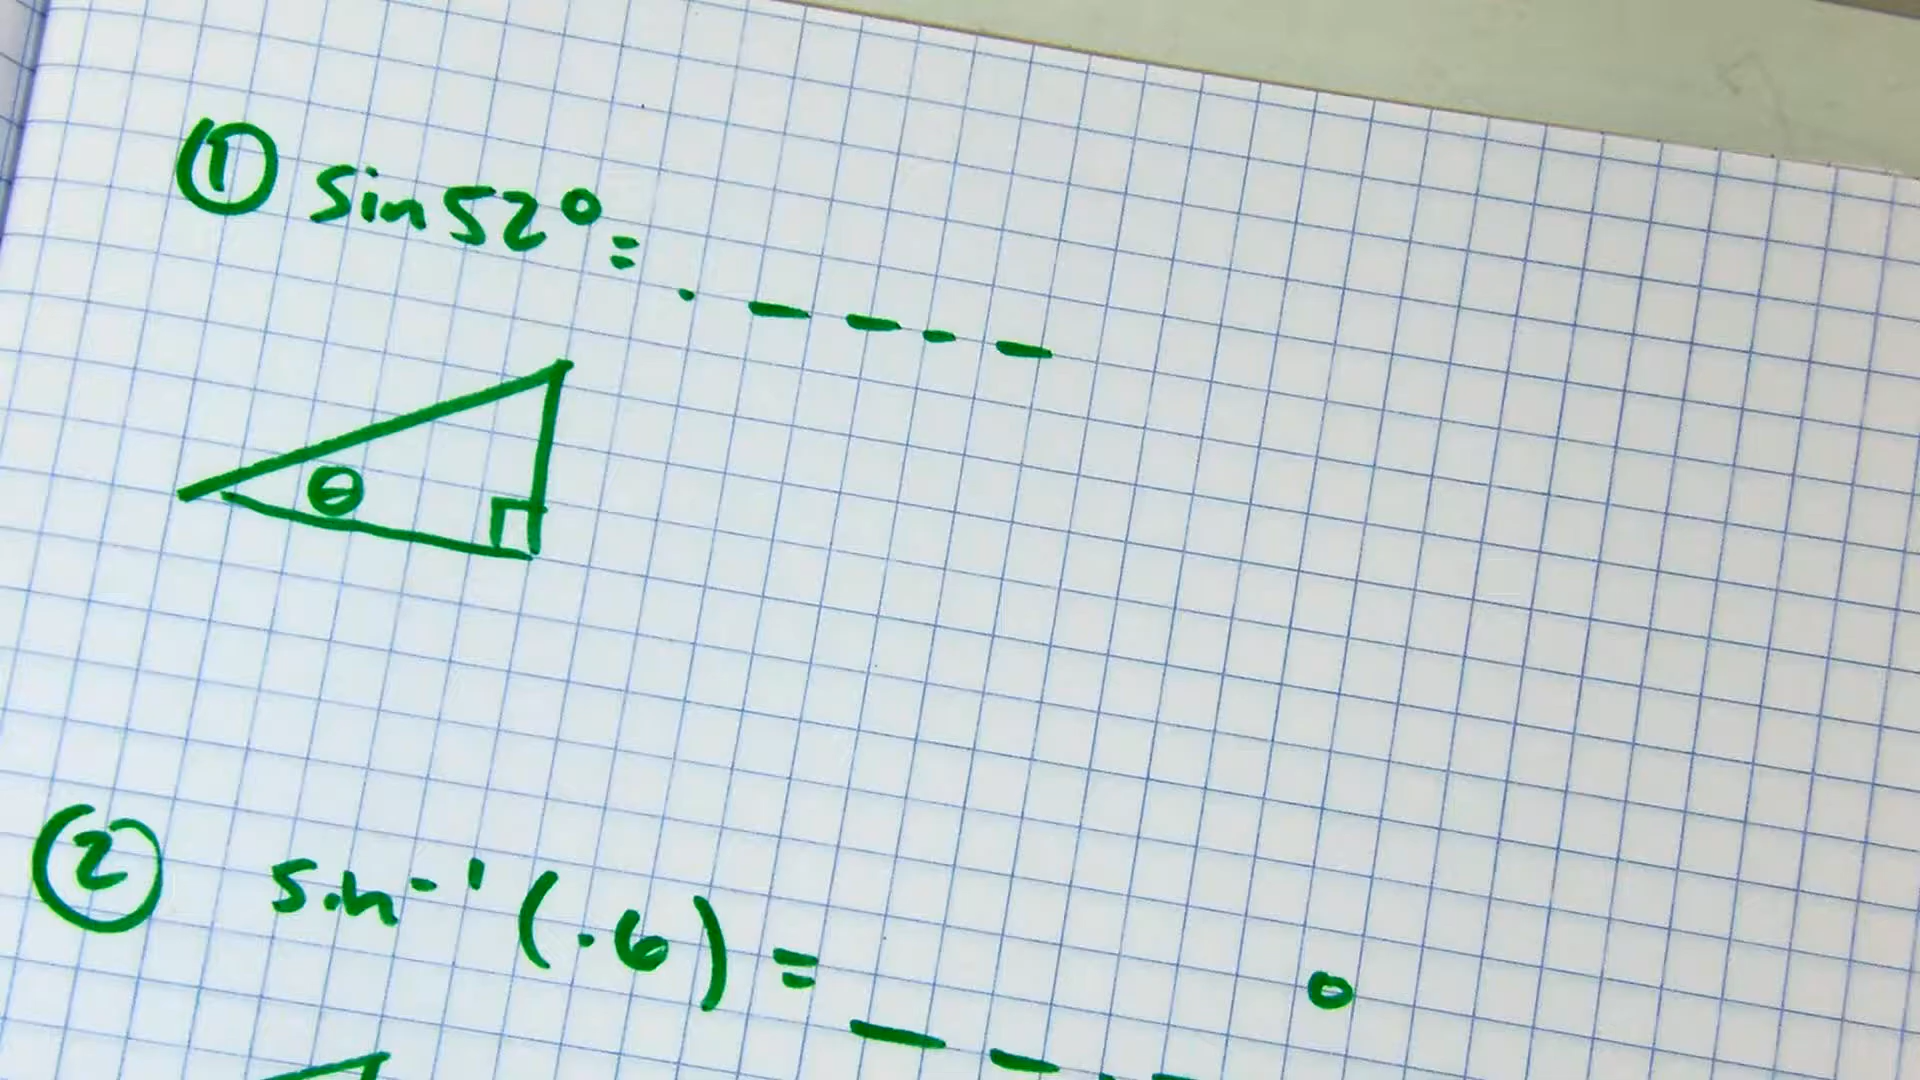 ① sin 52° = . _ _ _ _
θ
② sin⁻¹ (.6) = _ _ _ °